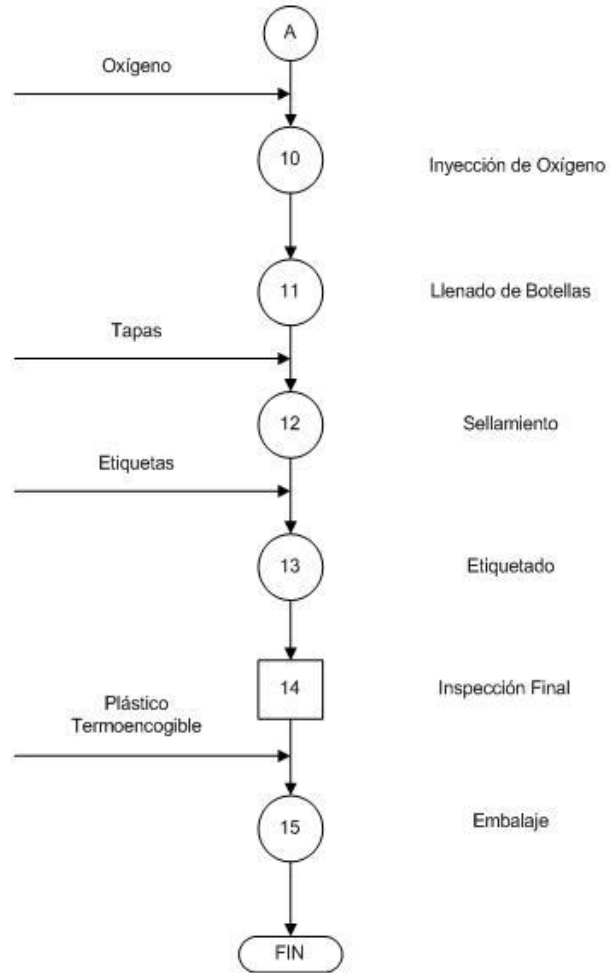 A
Oxígeno
10
Inyección de Oxígeno
11
Llenado de Botellas
Tapas
12
Sellamiento
Etiquetas
13
Etiquetado
14
Inspección Final
Plástico
Termoencogible
15
Embalaje
FIN